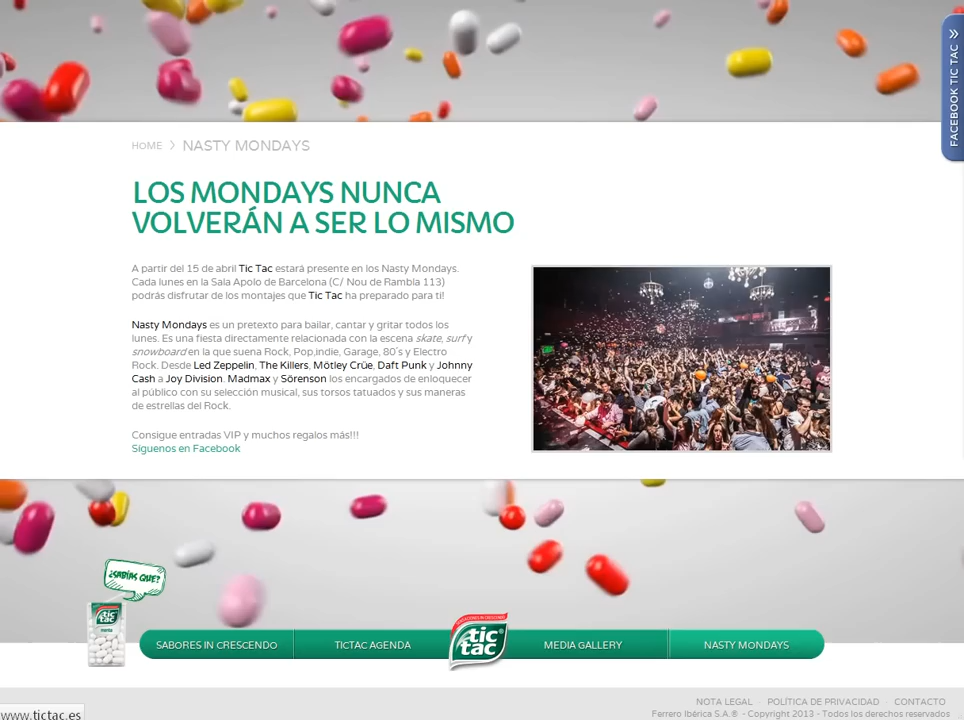 FACEBOOK TIC TAC
HOME > NASTY MONDAYS
LOS MONDAYS NUNCA
VOLVERÁN A SER LO MISMO
A partir del 15 de abril Tic Tac estará presente en los Nasty Mondays.
Cada lunes en la Sala Apolo de Barcelona (C/ Nou de Rambla 113)
podrás disfrutar de los montajes que Tic Tac ha preparado para ti!
Nasty Mondays es un pretexto para bailar, cantar y gritar todos los
lunes. Es una fiesta directamente relacionada con la escena skate, surf y
snowboard en la que suena Rock, Pop,indie, Garage, 80´s y Electro
Rock. Desde Led Zeppelin, The Killers, Mötley Crüe, Daft Punk y Johnny
Cash a Joy Division. Madmax y Sörenson los encargados de enloquecer
al público con su selección musical, sus torsos tatuados y sus maneras
de estrellas del Rock.
Consigue entradas VIP y muchos regalos más!!!
Síguenos en Facebook
¿SABÍAS QUE?
tic tac
menta
SABORES IN CRESCENDO
TICTAC AGENDA
tic tac®
MEDIA GALLERY
NASTY MONDAYS
NOTA LEGAL POLÍTICA DE PRIVACIDAD CONTACTO
Ferrero Ibérica S.A.® - Copyright 2013 - Todos los derechos reservados
www.tictac.es